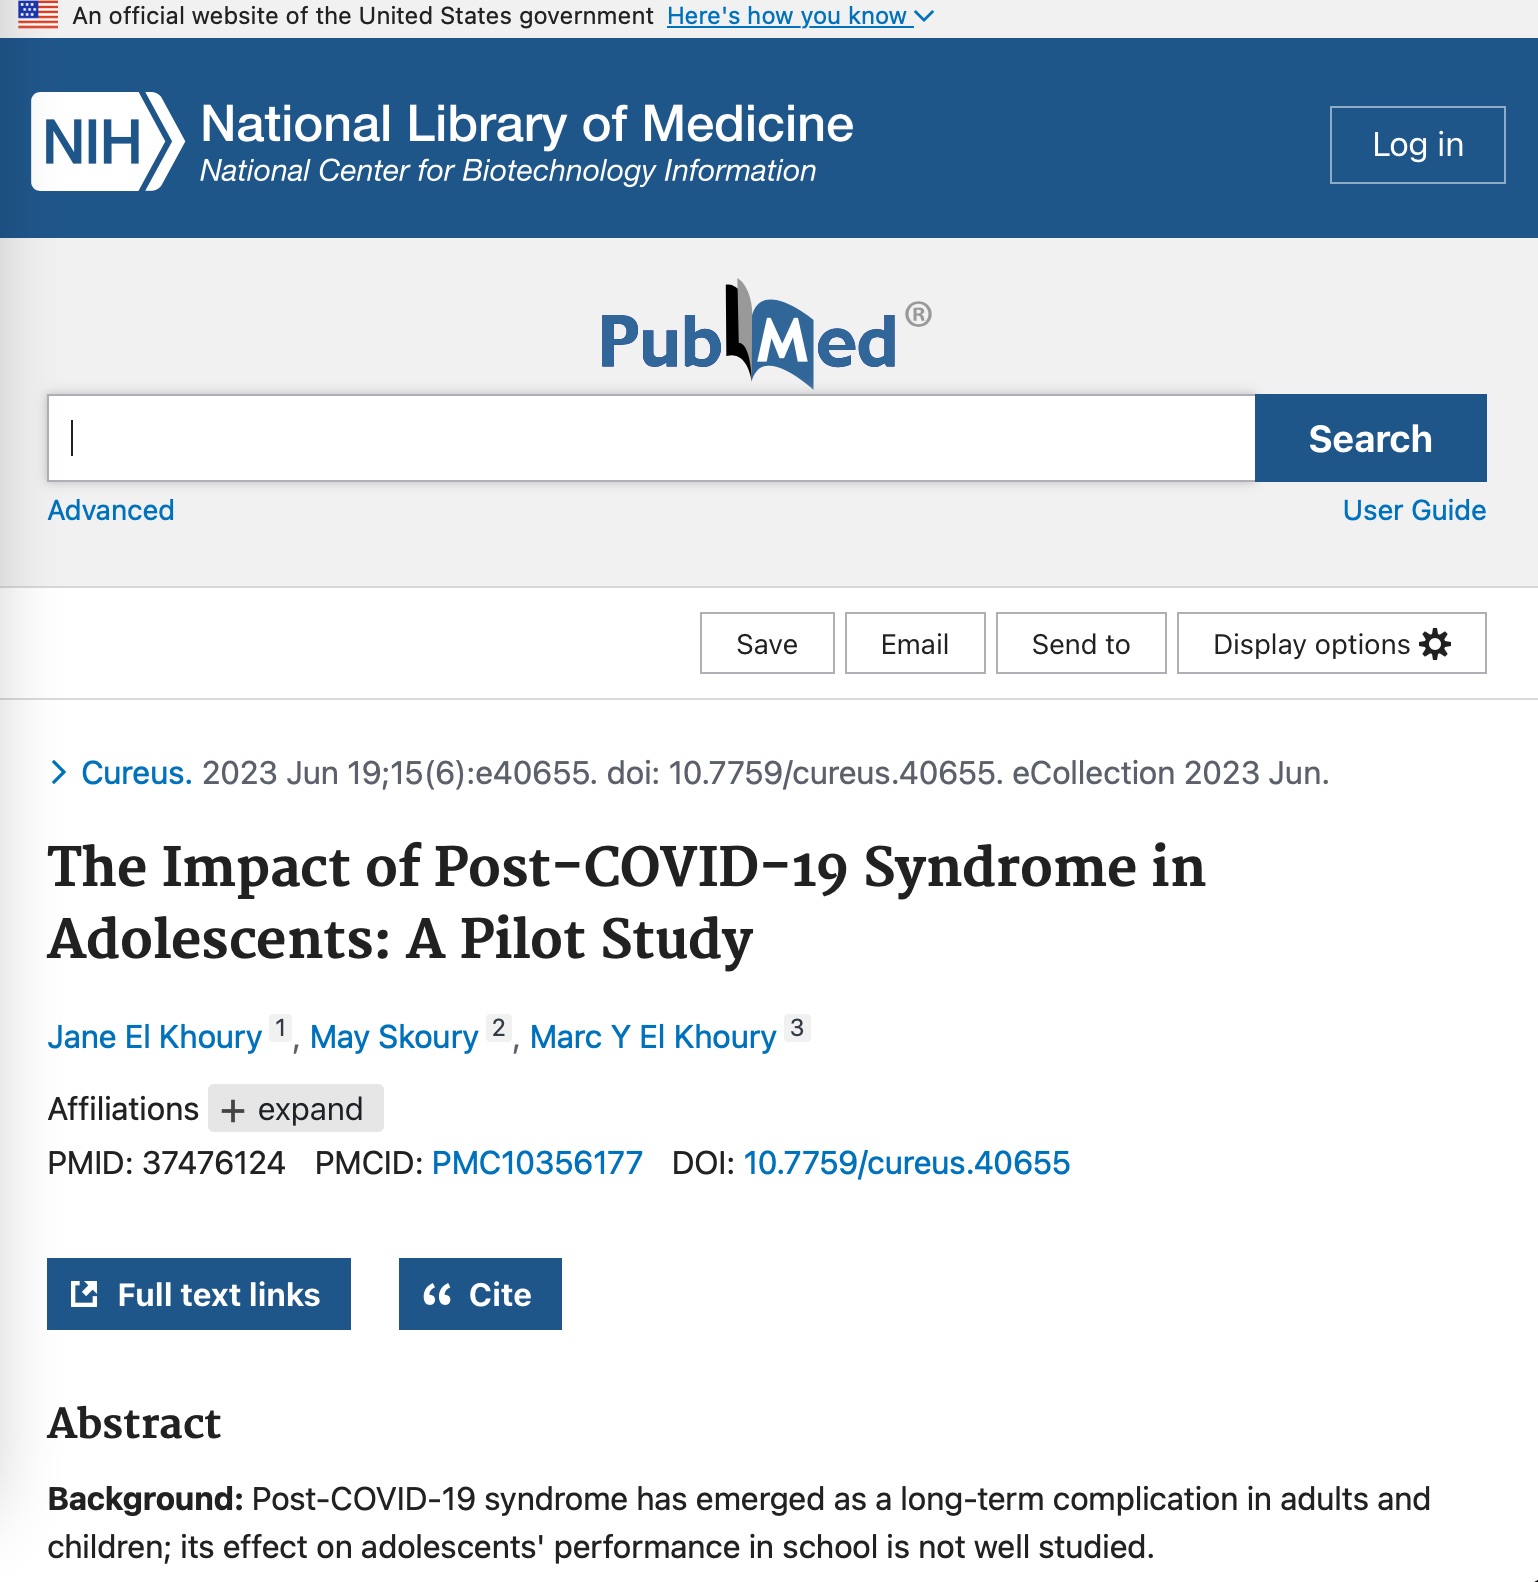 An official website of the United States government Here's how you know
NIH National Library of Medicine
National Center for Biotechnology Information
Log in
PubMed®
Search
Advanced User Guide
Save Email Send to Display options
Cureus. 2023 Jun 19;15(6):e40655. doi: 10.7759/cureus.40655. eCollection 2023 Jun.
The Impact of Post-COVID-19 Syndrome in
Adolescents: A Pilot Study
Jane El Khoury 1, May Skoury 2, Marc Y El Khoury 3
Affiliations + expand
PMID: 37476124 PMCID: PMC10356177 DOI: 10.7759/cureus.40655
Full text links Cite
Abstract
Background: Post-COVID-19 syndrome has emerged as a long-term complication in adults and
children; its effect on adolescents' performance in school is not well studied.